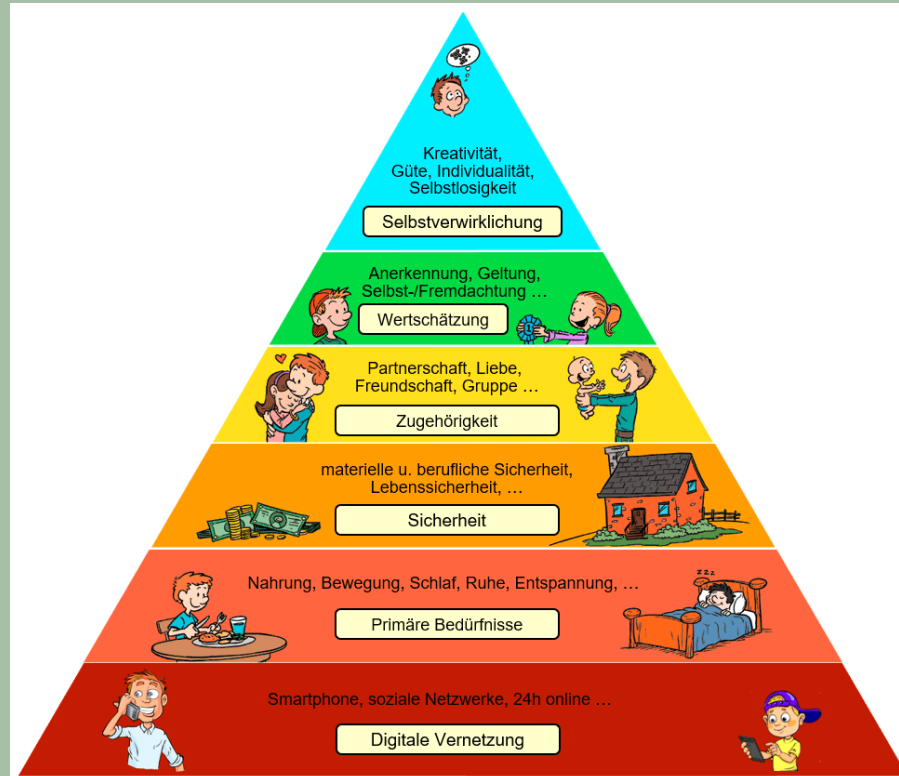 Kreativität,
Güte, Individualität,
Selbstlosigkeit
Selbstverwirklichung
Anerkennung, Geltung,
Selbst-/Fremdachtung ...
Wertschätzung
Partnerschaft, Liebe,
Freundschaft, Gruppe ...
Zugehörigkeit
materielle u. berufliche Sicherheit,
Lebenssicherheit, ...
Sicherheit
zzz
Nahrung, Bewegung, Schlaf, Ruhe, Entspannung, ...
Primäre Bedürfnisse
Smartphone, soziale Netzwerke, 24h online ...
Digitale Vernetzung